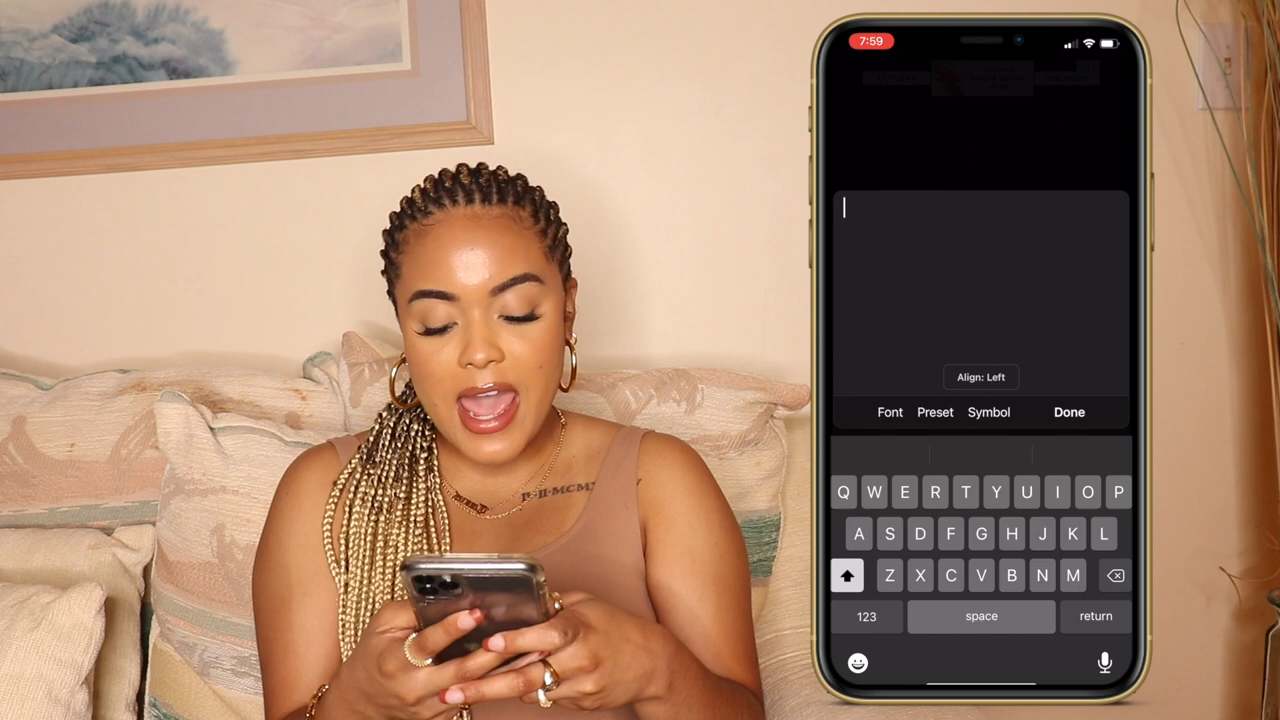 7:59
Align: Left
Font Preset Symbol Done
Q W E R T Y U I O P
A S D F G H J K L
Z X C V B N M
123 space return